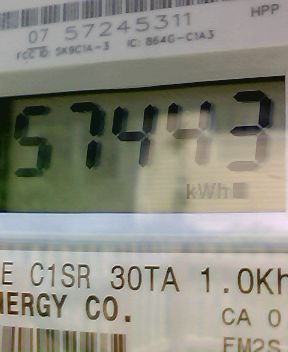 HPP
07 57245311
FCC ID: SK9C1A-3 IC: 864G-C1A3
57443
kWh
E C1SR 30TA 1.0Kh
NERGY CO.
CA 0
FM2S